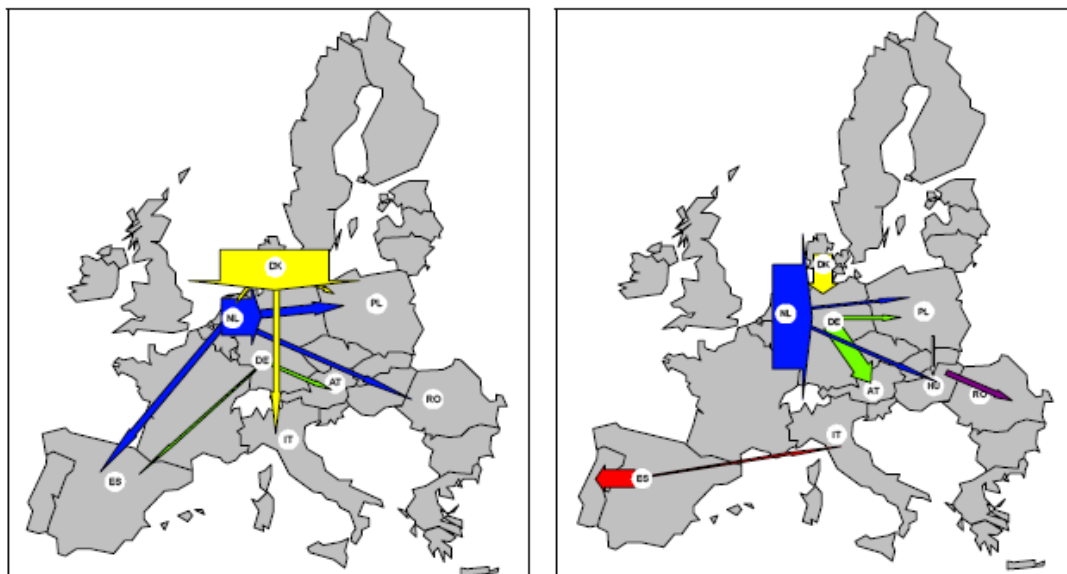 DK
PL
NL
DE
AT
RO
IT
ES
DK
NL
PL
DE
HU
AT
RO
IT
ES